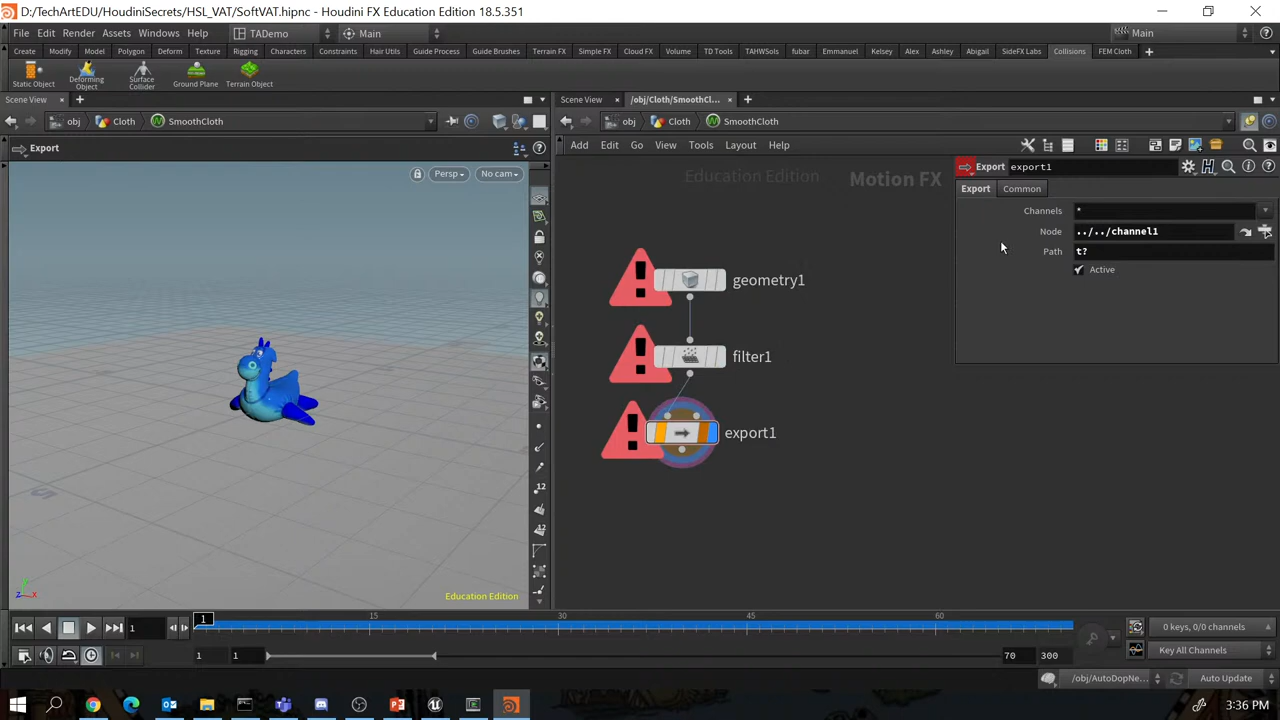 D:/TechArtEDU/HoudiniSecrets/HSL_VAT/SoftVAT.hipnc - Houdini FX Education Edition 18.5.351
File Edit Render Assets Windows Help TADemo Main Main
Create Modify Model Polygon Deform Texture Rigging Characters Constraints Hair Utils Guide Process Guide Brushes Terrain FX Simple FX Cloud FX Volume TD Tools TAHWSols fubar Emmanuel Kelsey Alex Ashley Abigail SideFX Labs Collisions FEM Cloth
Static Object
Deforming Object
Surface Collider
Ground Plane
Terrain Object
Scene View
Scene View /obj/Cloth/SmoothCl...
obj Cloth SmoothCloth
obj Cloth SmoothCloth
Export
Add Edit Go View Tools Layout Help
Persp No cam
Education Edition
Motion FX
Export export1
Export Common
Channels *
Node ../../channel1
Path t?
Active
geometry1
filter1
export1
Education Edition
1 1 15 30 45 60
1 1 70 300
0 keys, 0/0 channels
Key All Channels
/obj/AutoDopNe... Auto Update
3:36 PM